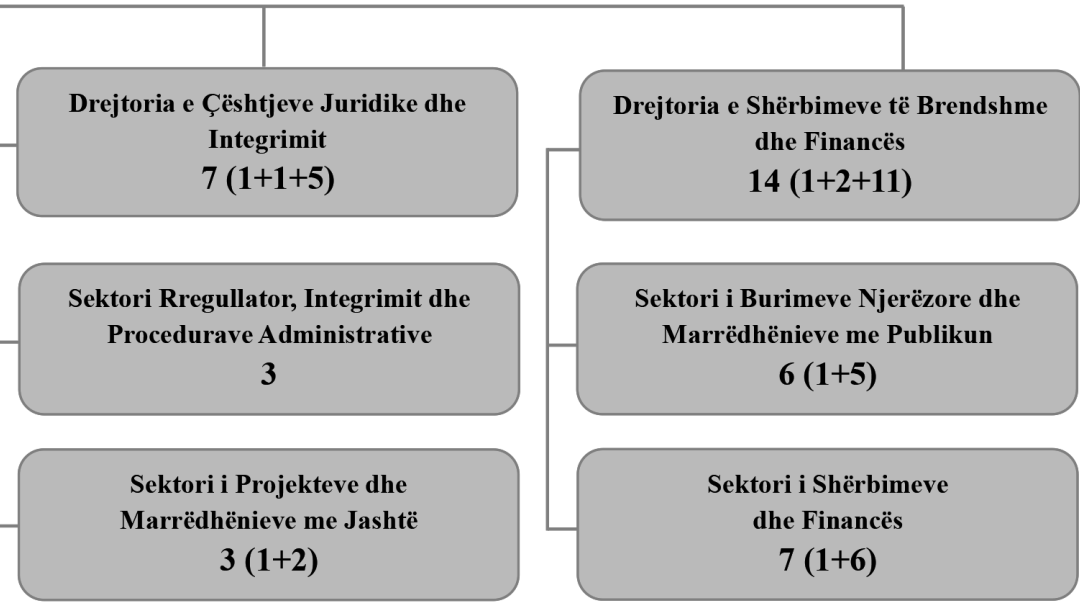 Drejtoria e Çështjeve Juridike dhe
Integrimit
7 (1+1+5)
Sektori Rregullator, Integrimit dhe
Procedurave Administrative
3
Sektori i Projekteve dhe
Marrëdhënieve me Jashtë
3 (1+2)
Drejtoria e Shërbimeve të Brendshme
dhe Financës
14 (1+2+11)
Sektori i Burimeve Njerëzore dhe
Marrëdhënieve me Publikun
6 (1+5)
Sektori i Shërbimeve
dhe Financës
7 (1+6)